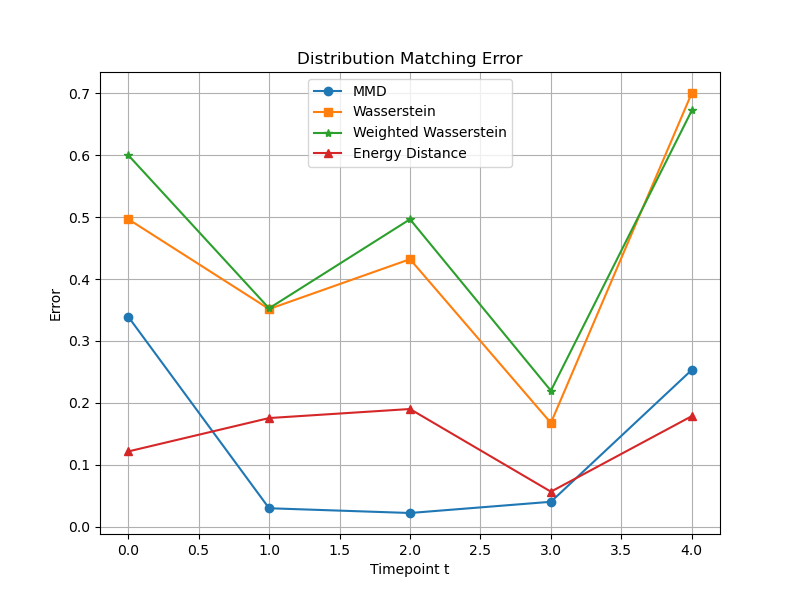 Distribution Matching Error
MMD
Wasserstein
Weighted Wasserstein
Energy Distance
0.7
0.6
0.5
0.4
0.3
0.2
0.1
0.0
Error
0.0 0.5 1.0 1.5 2.0 2.5 3.0 3.5 4.0
Timepoint t